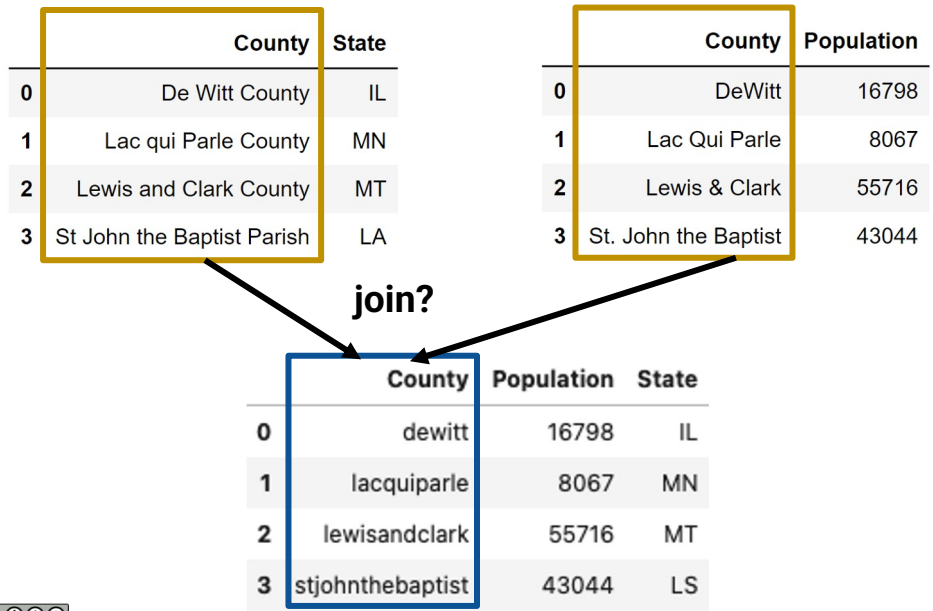 County State
0 De Witt County IL
1 Lac qui Parle County MN
2 Lewis and Clark County MT
3 St John the Baptist Parish LA
County Population
0 DeWitt 16798
1 Lac Qui Parle 8067
2 Lewis & Clark 55716
3 St. John the Baptist 43044
join?
County Population State
0 dewitt 16798 IL
1 lacquiparle 8067 MN
2 lewisandclark 55716 MT
3 stjohnthebaptist 43044 LS